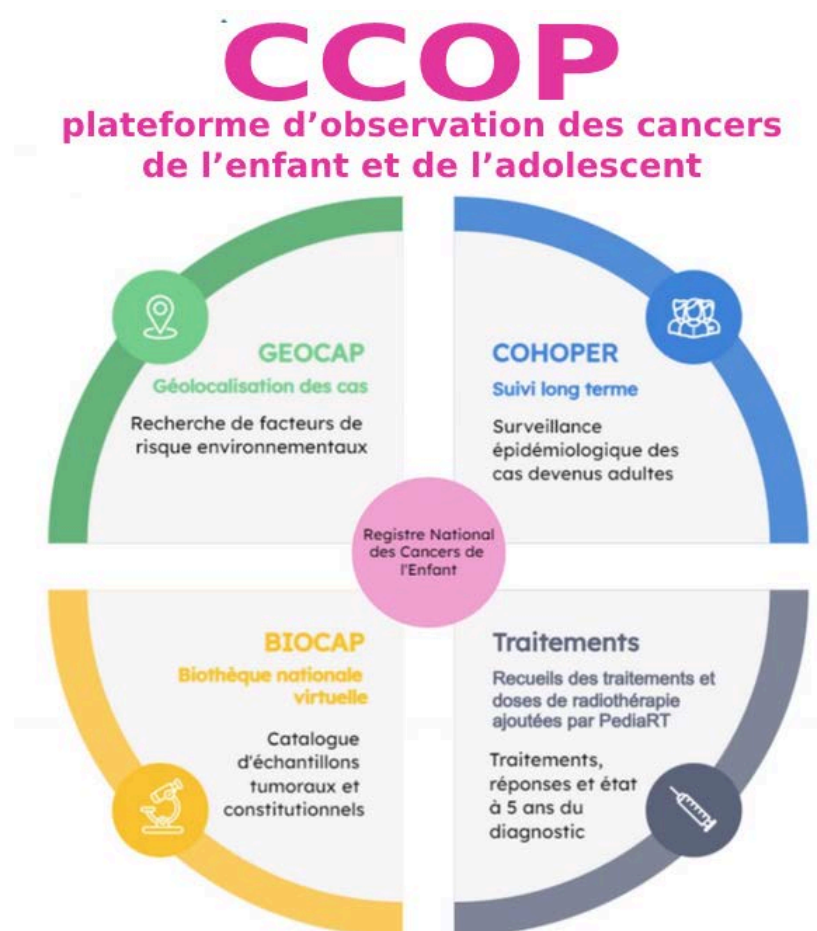 CCOP
plateforme d’observation des cancers
de l’enfant et de l’adolescent
GEOCAP
Géolocalisation des cas
Recherche de facteurs de
risque environnementaux
COHOPER
Suivi long terme
Surveillance
épidémiologique des
cas devenus adultes
Registre National
des Cancers de
l'Enfant
BIOCAP
Biothèque nationale
virtuelle
Catalogue
d'échantillons
tumoraux et
constitutionnels
Traitements
Recueils des traitements et
doses de radiothérapie
ajoutées par PediaRT
Traitements,
réponses et état
à 5 ans du
diagnostic